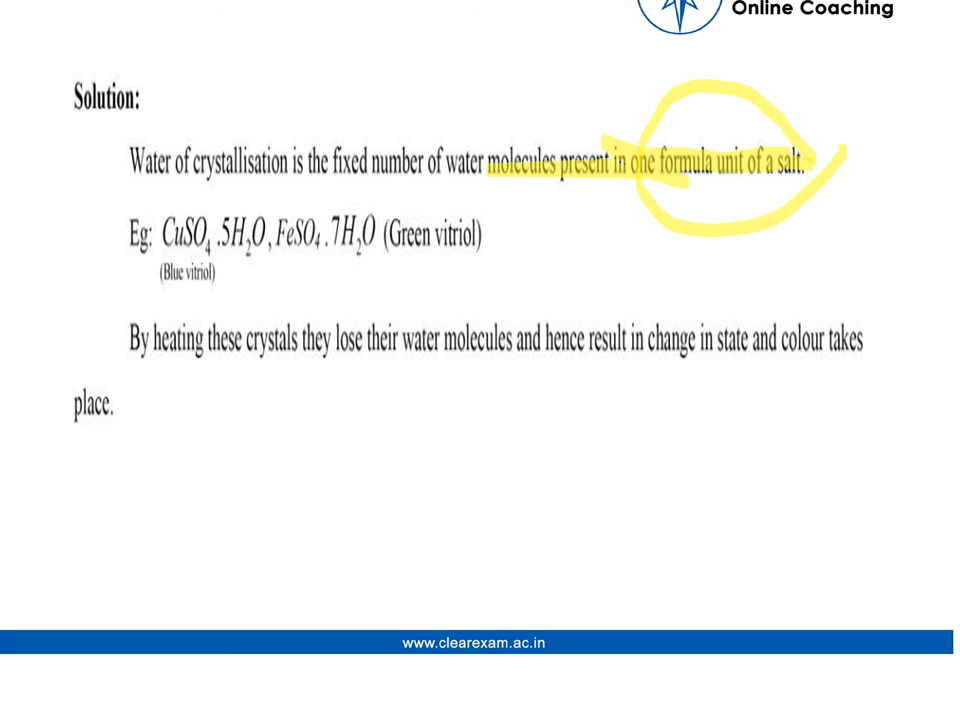 Online Coaching
Solution:
Water of crystallisation is the fixed number of water molecules present in one formula unit of a salt.
Eg: CuSO₄ .5H₂O , FeSO₄ . 7H₂O (Green vitriol)
(Blue vitriol)
By heating these crystals they lose their water molecules and hence result in change in state and colour takes
place.
www.clearexam.ac.in